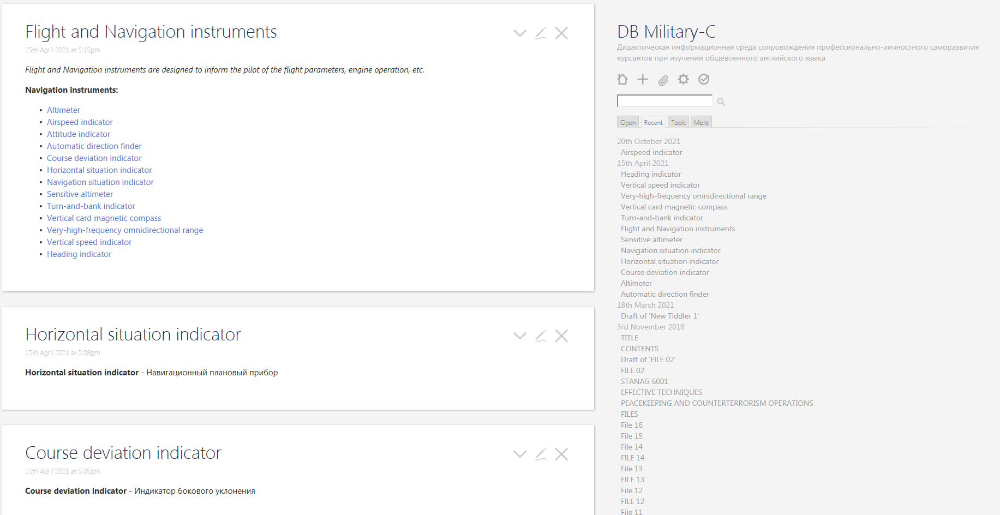 Flight and Navigation instruments
15th April 2021 at 5:15pm
Flight and Navigation instruments are designed to inform the pilot of the flight parameters, engine operation, etc.
Navigation instruments:
• Altimeter
• Airspeed indicator
• Attitude indicator
• Automatic direction finder
• Course deviation indicator
• Horizontal situation indicator
• Navigation situation indicator
• Sensitive altimeter
• Turn-and-bank indicator
• Vertical card magnetic compass
• Very-high-frequency omnidirectional range
• Vertical speed indicator
• Heading indicator
Horizontal situation indicator
15th April 2021 at 5:08pm
Horizontal situation indicator - Навигационный плановый прибор
Course deviation indicator
15th April 2021 at 5:05pm
Course deviation indicator - Индикатор бокового уклонения
DB Military-C
Дидактическая информационная среда сопровождения профессионально-личностного саморазвития
курсантов при изучении общевоенного английского языка
Open Recent Tools More
20th October 2021
Airspeed indicator
15th April 2021
Heading indicator
Vertical speed indicator
Very-high-frequency omnidirectional range
Vertical card magnetic compass
Turn-and-bank indicator
Flight and Navigation instruments
Sensitive altimeter
Navigation situation indicator
Horizontal situation indicator
Course deviation indicator
Altimeter
Automatic direction finder
18th March 2021
Draft of 'New Tiddler 1'
3rd November 2018
TITLE
CONTENTS
Draft of 'FILE 02'
FILE 02
STANAG 6001
EFFECTIVE TECHNIQUES
PEACEKEEPING AND COUNTERTERRORISM OPERATIONS
FILES
File 16
File 15
File 14
FILE 14
File 13
FILE 13
File 12
FILE 12
File 11